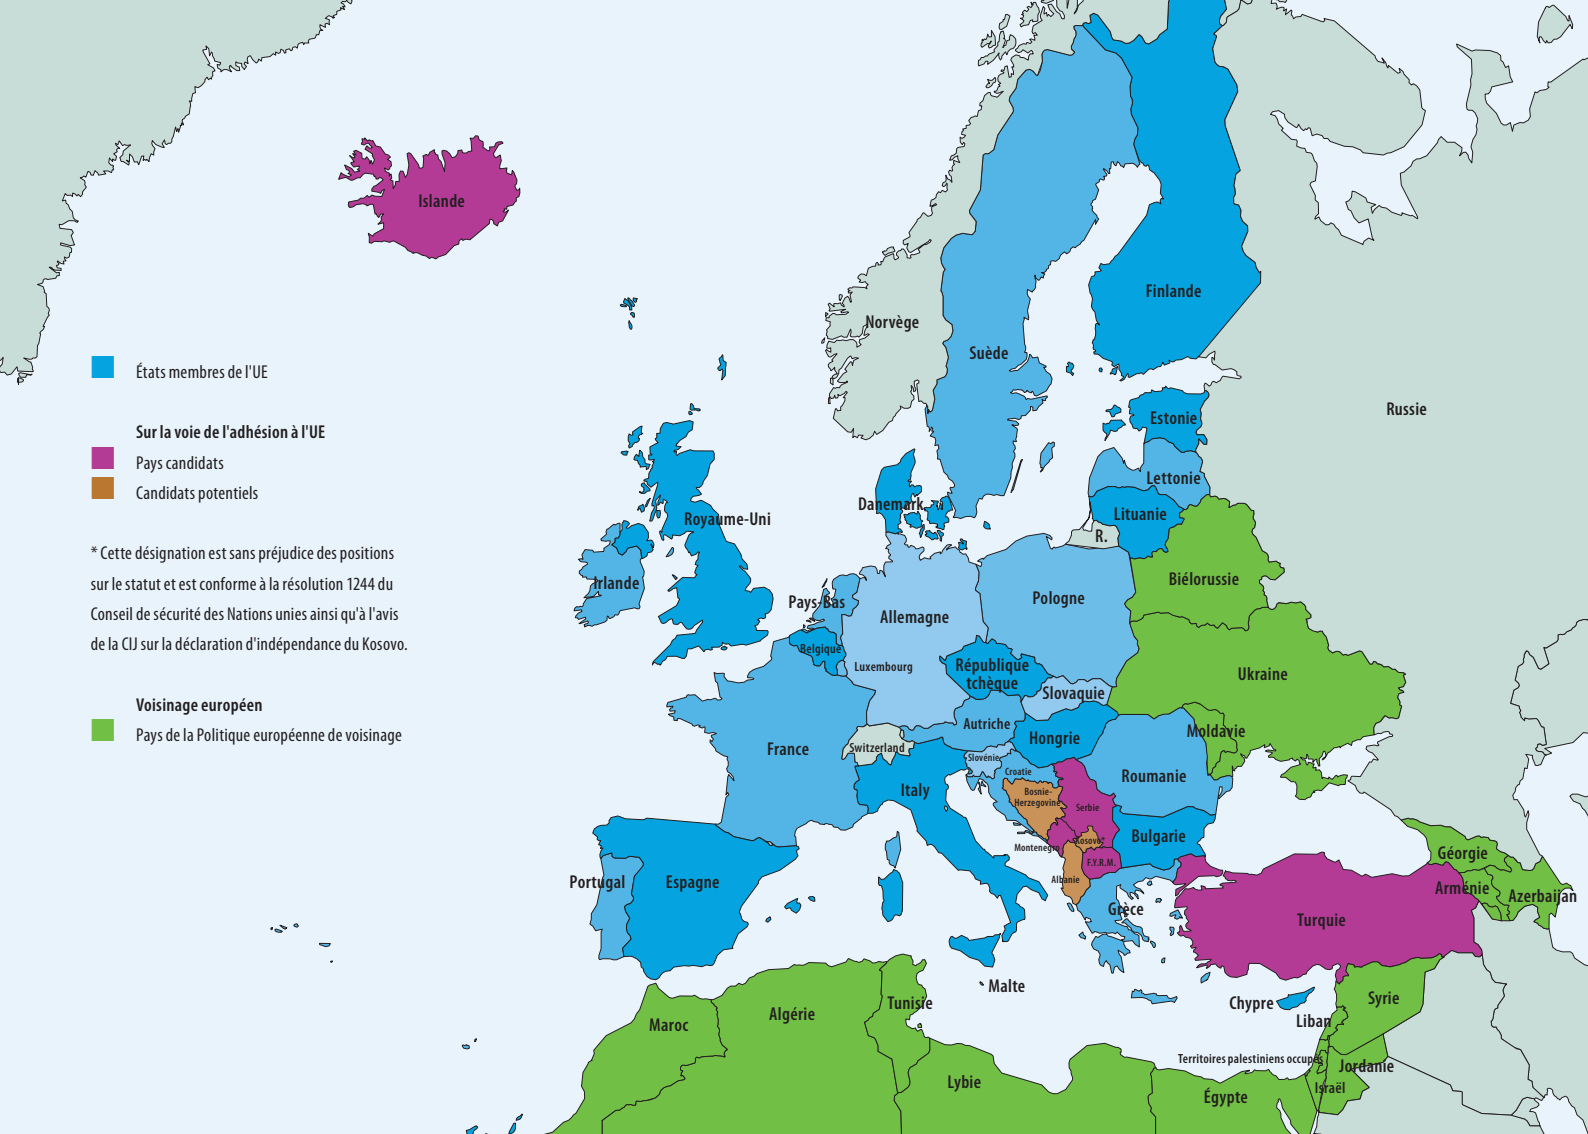 Islande
Finlande
Norvège
Suède
États membres de l'UE
Russie
Estonie
Sur la voie de l'adhésion à l'UE
Pays candidats
Candidats potentiels
Lettonie
Danemark
Lituanie
Royaume-Uni
R.
* Cette désignation est sans préjudice des positions
sur le statut et est conforme à la résolution 1244 du
Conseil de sécurité des Nations unies ainsi qu'à l'avis
de la CIJ sur la déclaration d'indépendance du Kosovo.
Irlande
Biélorussie
Pays-Bas
Pologne
Allemagne
Belgique
Luxembourg
République
tchèque
Ukraine
Slovaquie
Voisinage européen
Pays de la Politique européenne de voisinage
Autriche
Moldavie
Hongrie
France
Switzerland
Slovénie
Croatie
Roumanie
Italy
Bosnie-
Herzegovine
Serbie
Bulgarie
Kosovo*
Montenegro
F.Y.R.M.
Géorgie
Albanie
Portugal
Espagne
Arménie
Azerbaijan
Grèce
Turquie
Malte
Chypre
Syrie
Tunisie
Algérie
Maroc
Liban
Territoires palestiniens occupés
Jordanie
Lybie
Israël
Égypte